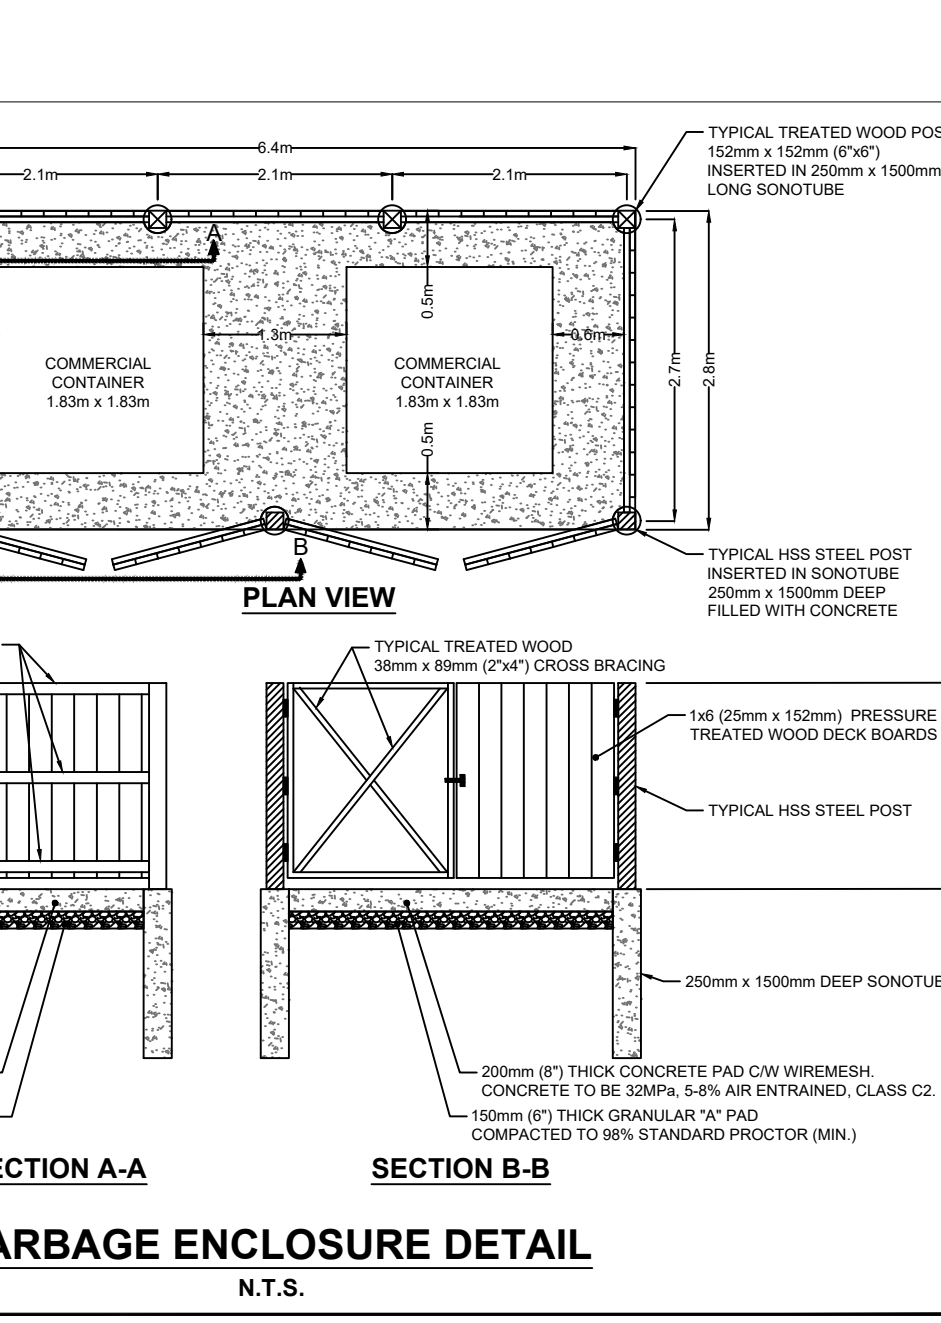 6.4m
2.1m
2.1m
2.1m
TYPICAL TREATED WOOD POS
152mm x 152mm (6"x6")
INSERTED IN 250mm x 1500mm
LONG SONOTUBE
A
0.5m
1.3m
0.6m
2.7m
2.8m
COMMERCIAL
CONTAINER
1.83m x 1.83m
COMMERCIAL
CONTAINER
1.83m x 1.83m
0.5m
B
PLAN VIEW
TYPICAL HSS STEEL POST
INSERTED IN SONOTUBE
250mm x 1500mm DEEP
FILLED WITH CONCRETE
TYPICAL TREATED WOOD
38mm x 89mm (2"x4") CROSS BRACING
1x6 (25mm x 152mm) PRESSURE
TREATED WOOD DECK BOARDS
TYPICAL HSS STEEL POST
250mm x 1500mm DEEP SONOTUB
200mm (8") THICK CONCRETE PAD C/W WIREMESH.
CONCRETE TO BE 32MPa, 5-8% AIR ENTRAINED, CLASS C2.
150mm (6") THICK GRANULAR "A" PAD
COMPACTED TO 98% STANDARD PROCTOR (MIN.)
ECTION A-A
SECTION B-B
ARBAGE ENCLOSURE DETAIL
N.T.S.